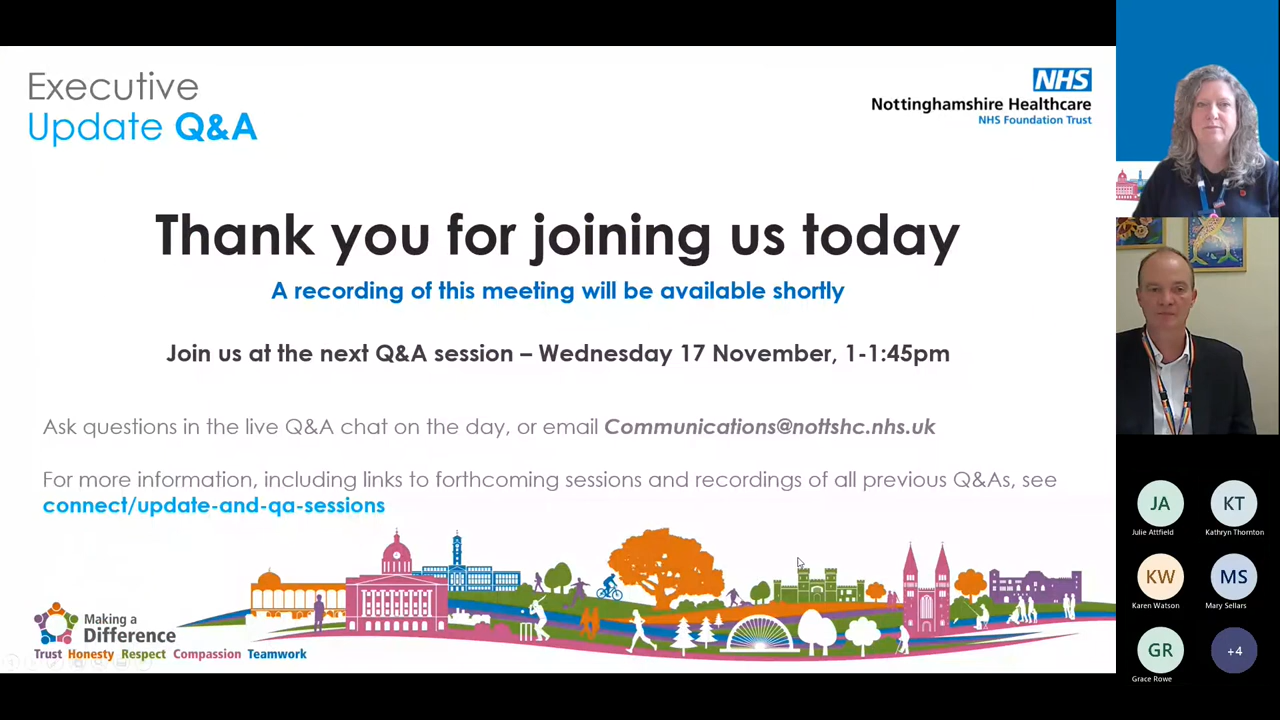 Executive
Update Q&A
NHS
Nottinghamshire Healthcare
NHS Foundation Trust
Thank you for joining us today
A recording of this meeting will be available shortly
Join us at the next Q&A session – Wednesday 17 November, 1-1:45pm
Ask questions in the live Q&A chat on the day, or email Communications@nottshc.nhs.uk
For more information, including links to forthcoming sessions and recordings of all previous Q&As, see
connect/update-and-qa-sessions
Making a
Difference
Trust Honesty Respect Compassion Teamwork
JA
Julie Attfield
KT
Kathryn Thornton
KW
Karen Watson
MS
Mary Sellars
GR
Grace Rowe
+4